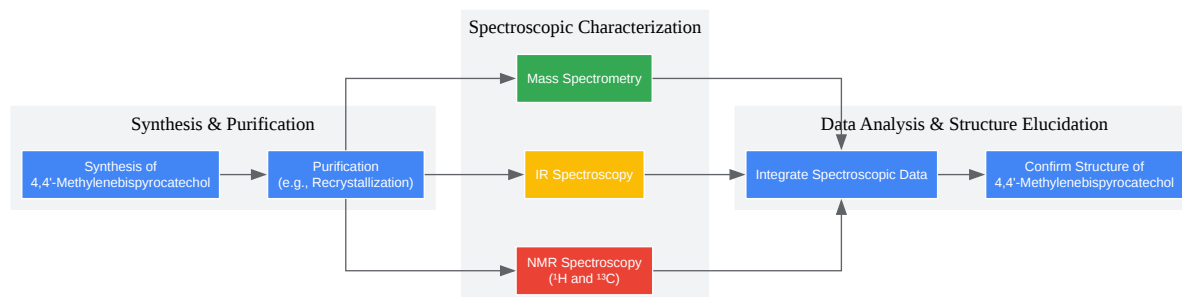 Spectroscopic Characterization
Mass Spectrometry
Synthesis & Purification
Data Analysis & Structure Elucidation
Synthesis of
4,4'-Methylenebispyrocatechol
Purification
(e.g., Recrystallization)
IR Spectroscopy
Integrate Spectroscopic Data
Confirm Structure of
4,4'-Methylenebispyrocatechol
NMR Spectroscopy
(¹H and ¹³C)